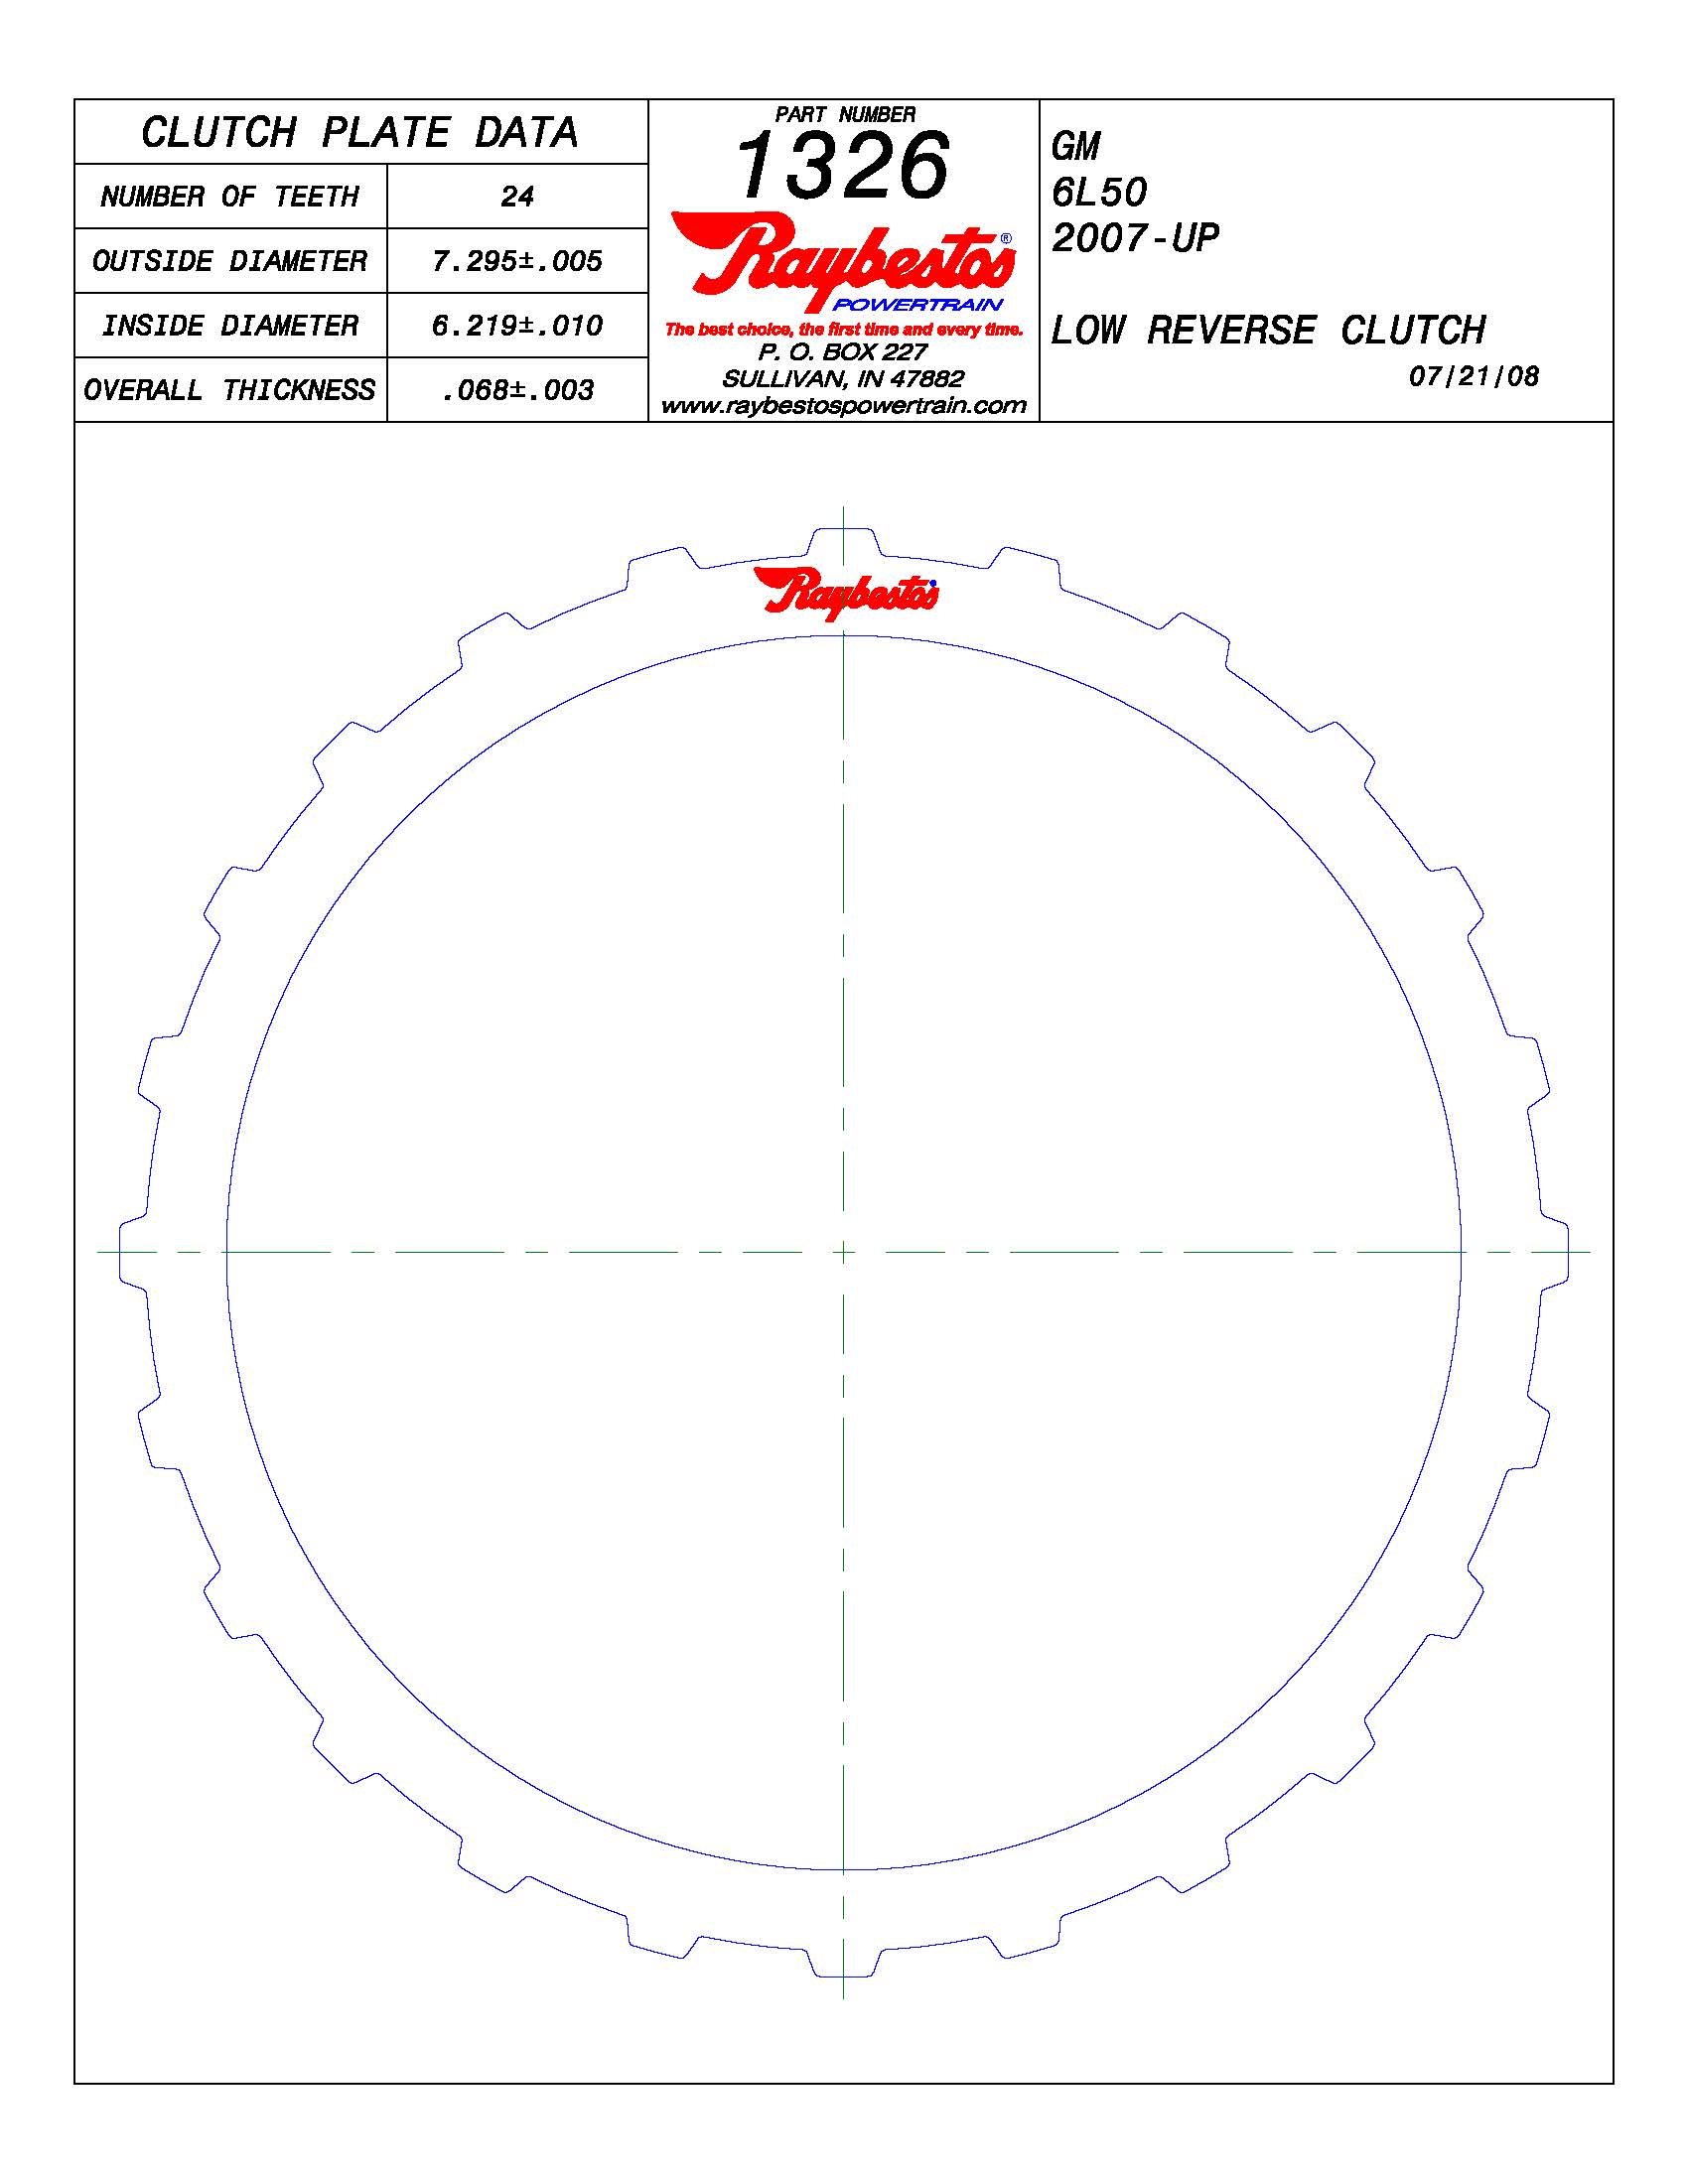 CLUTCH PLATE DATA
NUMBER OF TEETH 24
OUTSIDE DIAMETER 7.295±.005
INSIDE DIAMETER 6.219±.010
OVERALL THICKNESS .068±.003
PART NUMBER
1326
Raybestos®
POWERTRAIN
The best choice, the first time and every time.
P. O. BOX 227
SULLIVAN, IN 47882
www.raybestospowertrain.com
GM
6L50
2007-UP
LOW REVERSE CLUTCH
07/21/08
Raybestos